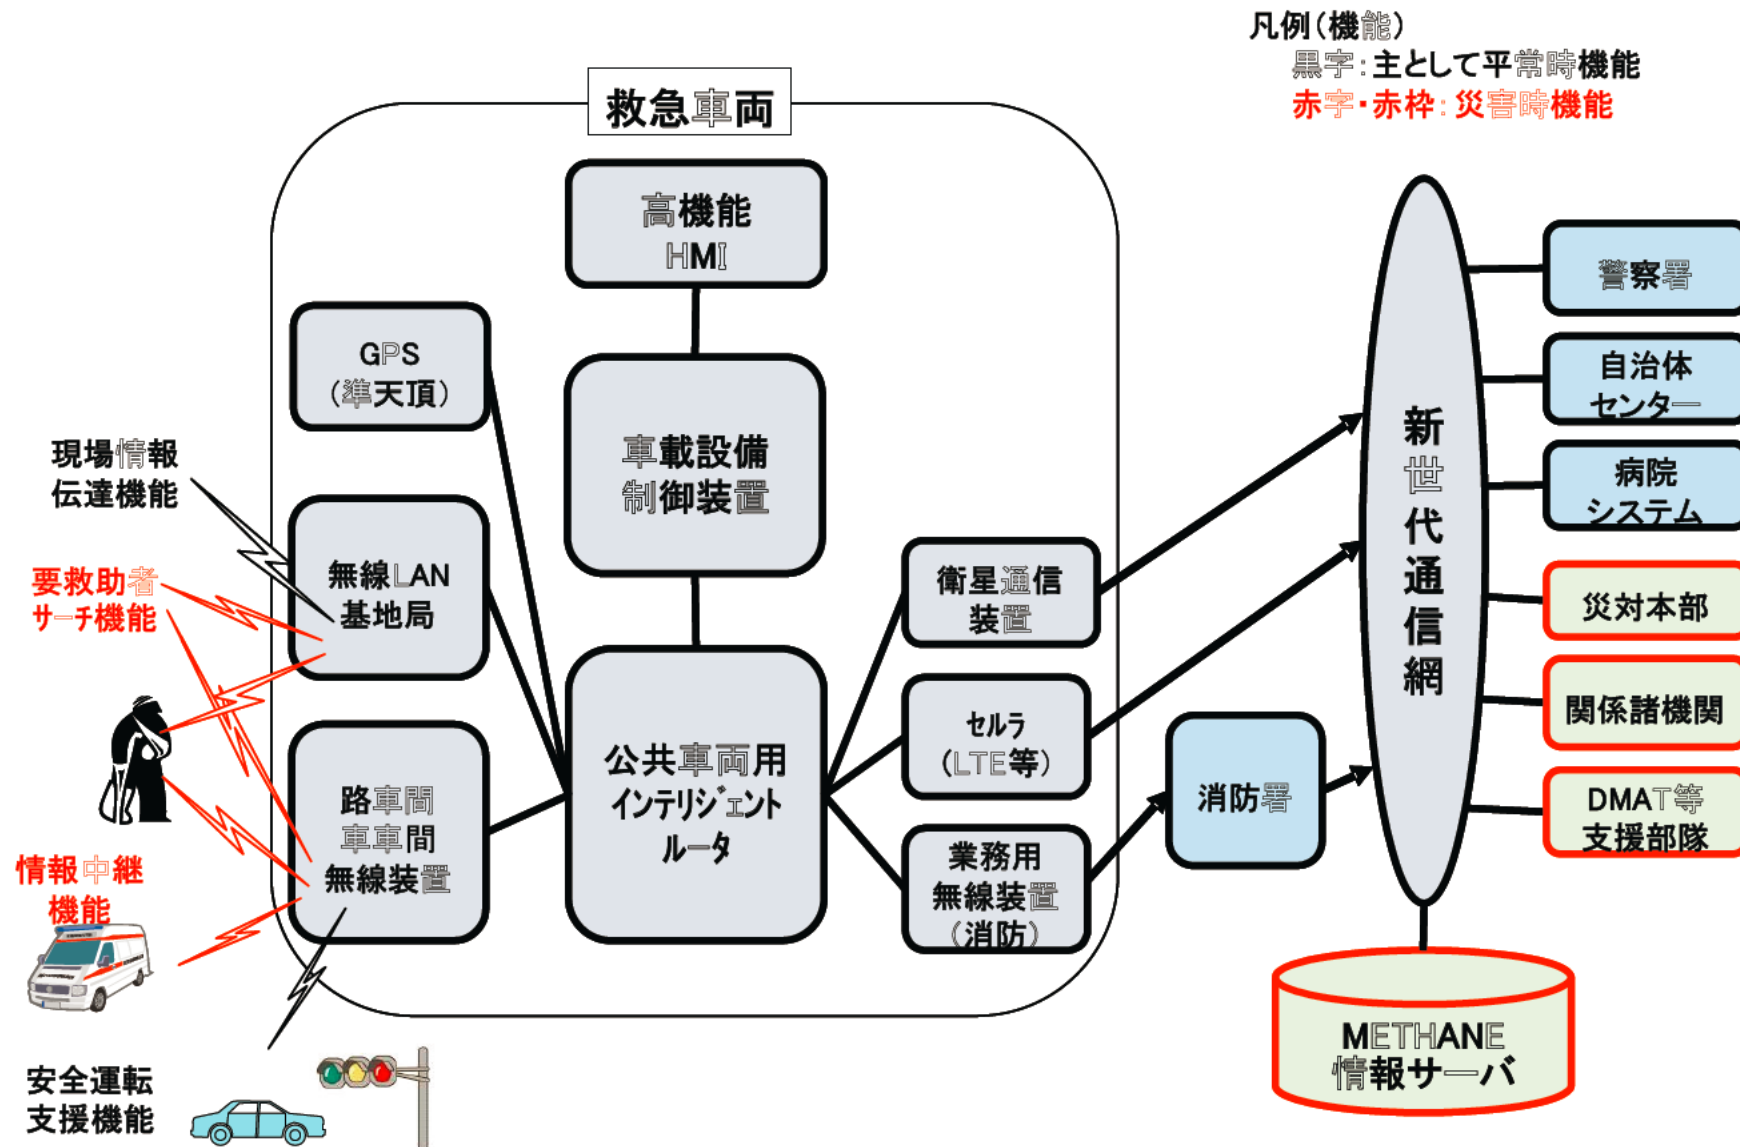 凡例(機能)
黒字:主として平常時機能
赤字・赤枠:災害時機能
救急車両
高機能
HMI
GPS
(準天頂)
車載設備
制御装置
現場情報
伝達機能
無線LAN
基地局
要救助者
サーチ機能
路車間
車車間
無線装置
情報中継
機能
安全運転
支援機能
公共車両用
インテリジェント
ルータ
衛星通信
装置
セルラ
(LTE等)
業務用
無線装置
(消防)
消防署
新世代通信網
警察署
自治体
センター
病院
システム
災対本部
関係諸機関
DMAT等
支援部隊
METHANE
情報サーバ